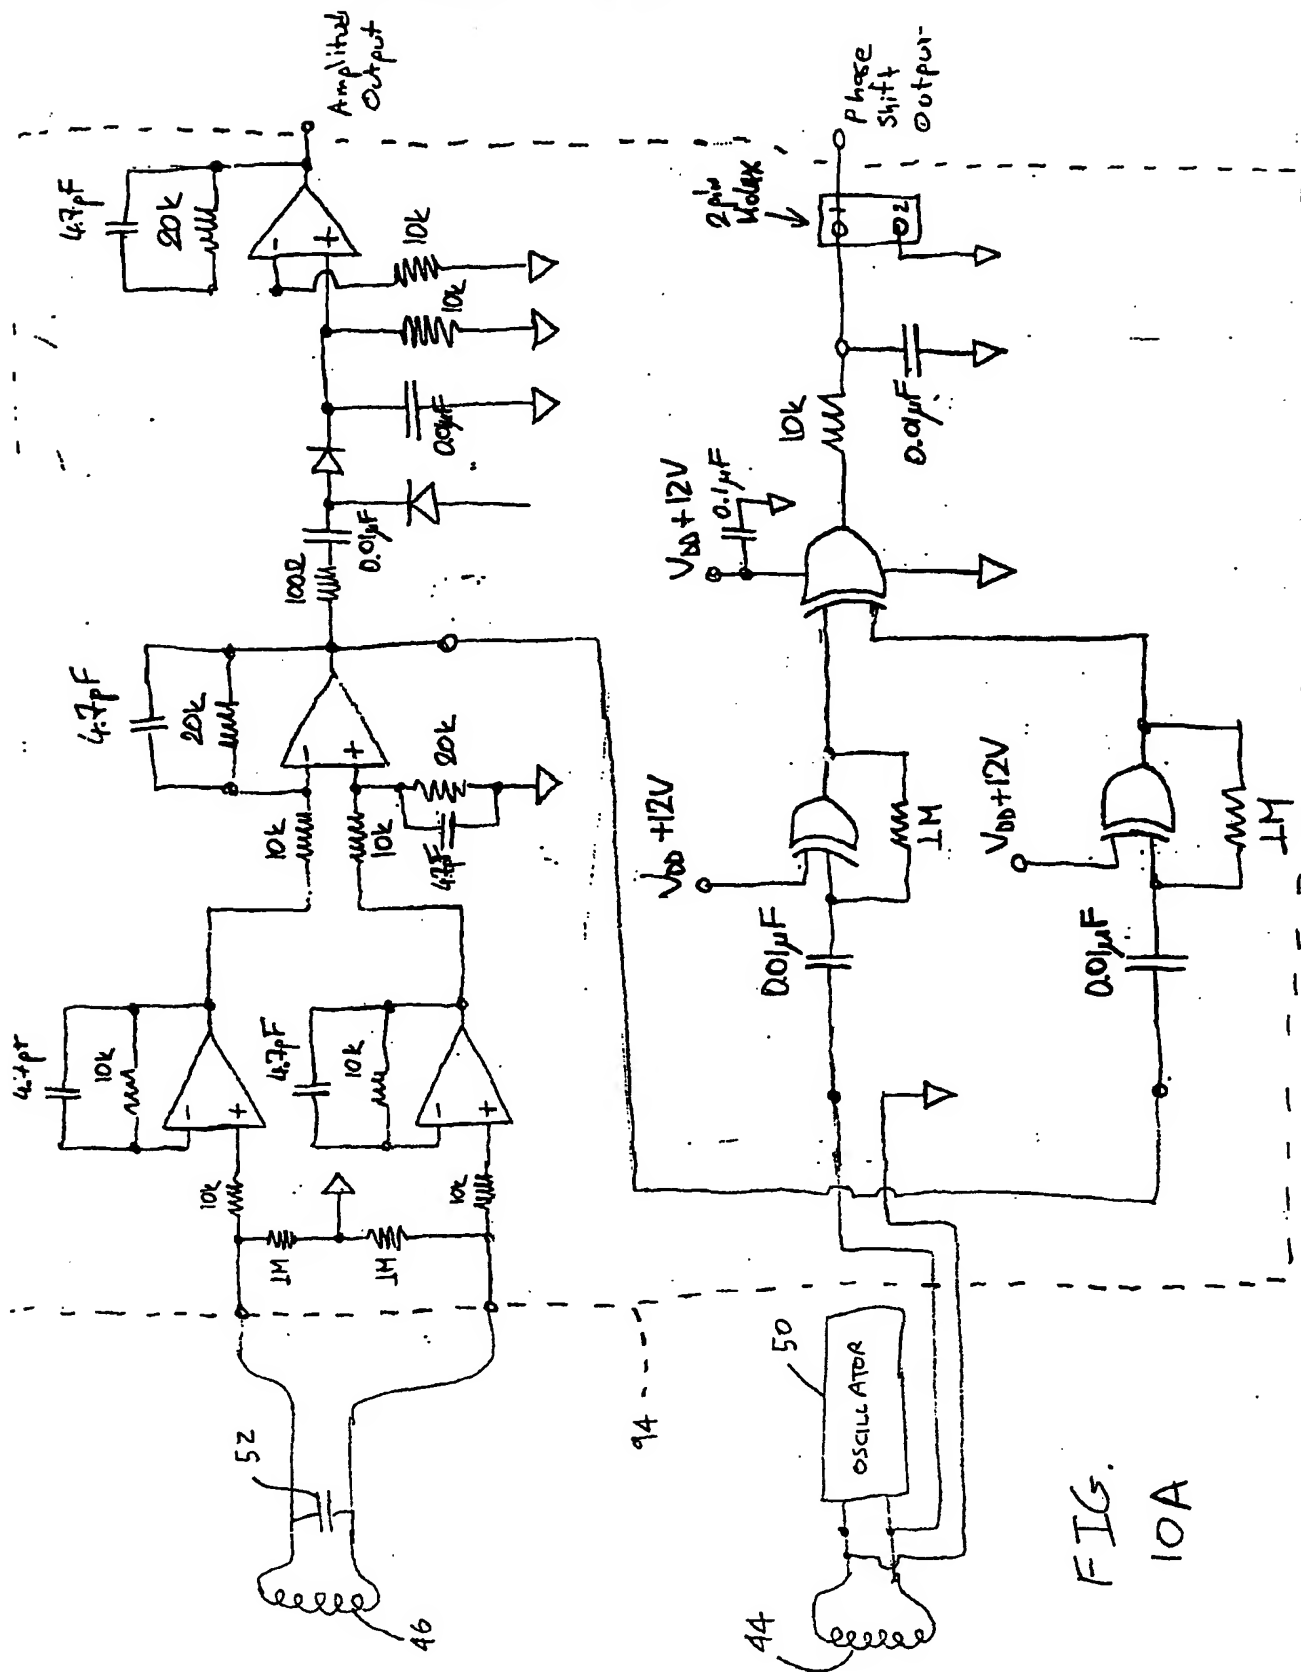 4.7pF
20k
Amplitud
Output
10k
10k
0.01µF
100Ω
0.01µF
4.7pF
20k
20k
4.7pF
10k
10k
10k
4.7pF
10k
10k
10k
1M
1M
52
46
94
50
OSCILLATOR
44
Phase
Shift
Output
2 pin
Molex
1
2
10k
0.01µF
VDD +12V
0.1µF
VDD +12V
1M
0.01µF
VDD +12V
1M
0.01µF
FIG.
10A